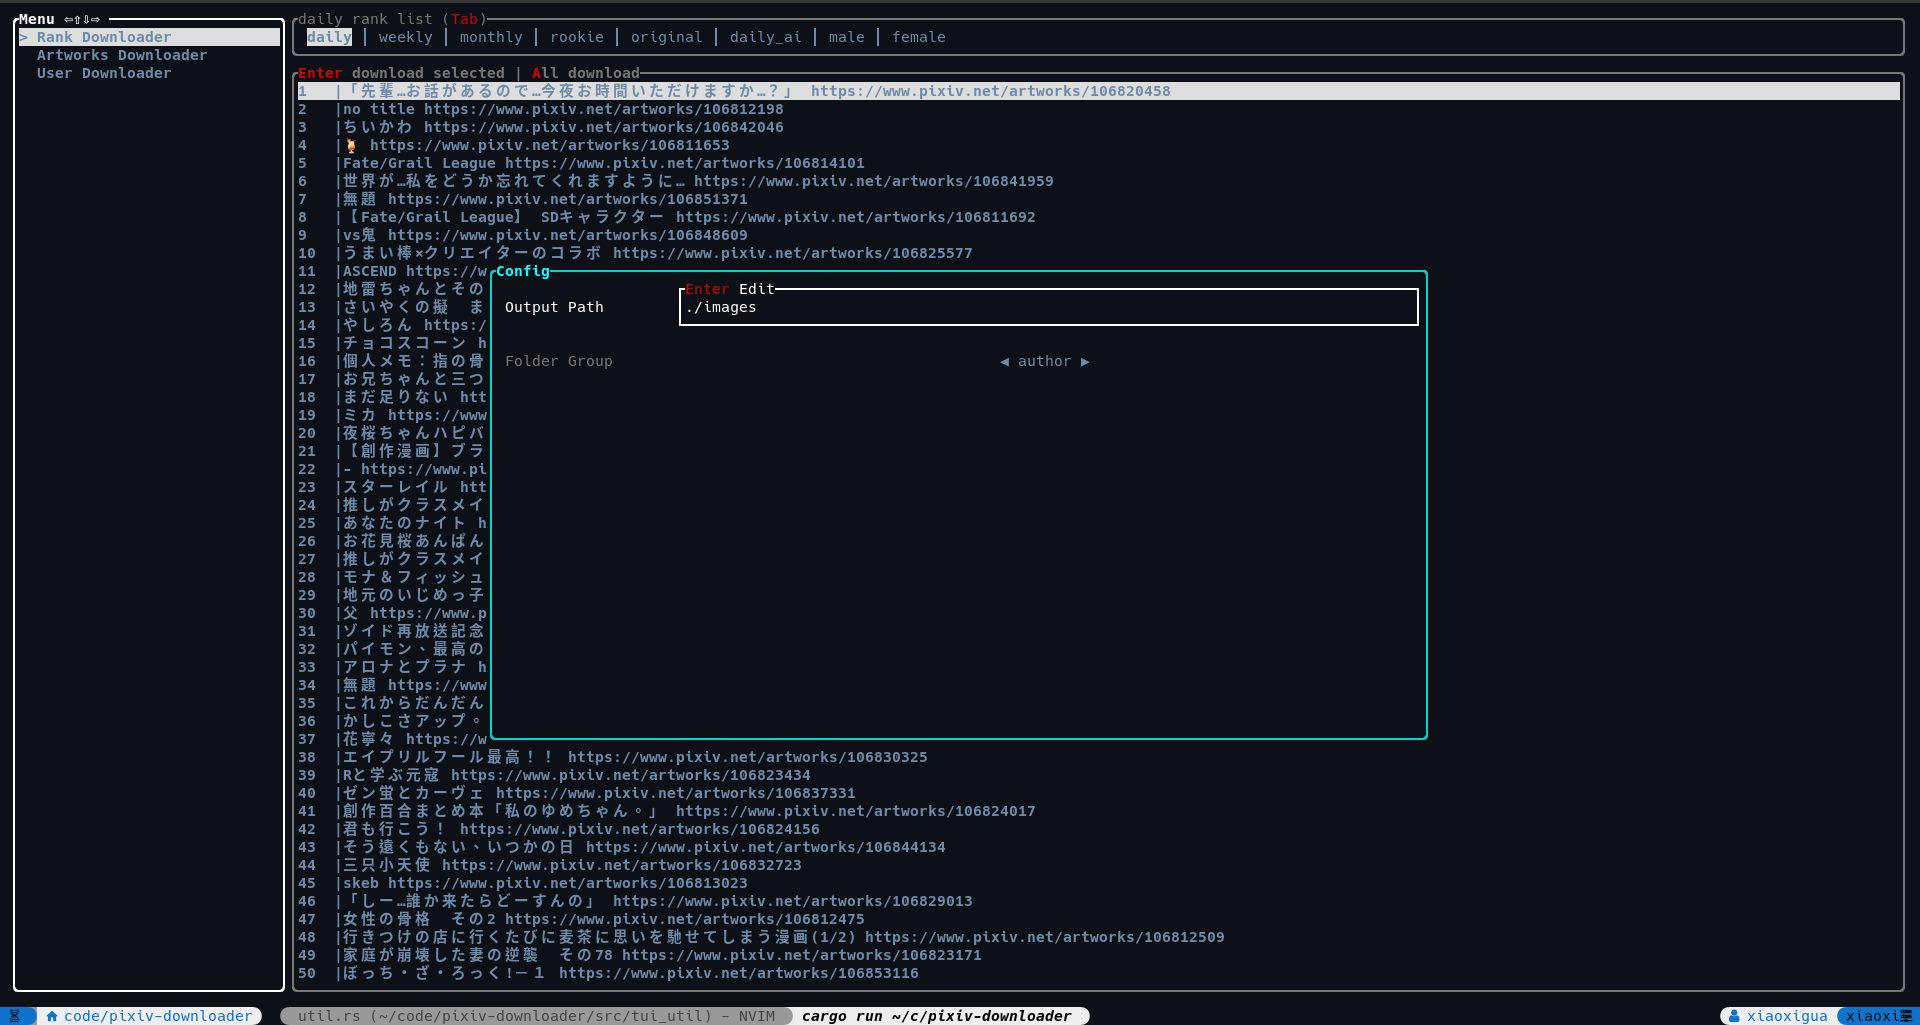 Menu ⇦⇧⇩⇨
> Rank Downloader
Artworks Downloader
User Downloader
daily rank list (Tab)
daily │ weekly │ monthly │ rookie │ original │ daily_ai │ male │ female
Enter download selected | All download
1 |「先輩…お話があるので…今夜お時間いただけますか…？」 https://www.pixiv.net/artworks/106820458
2 |no title https://www.pixiv.net/artworks/106812198
3 |ちいかわ https://www.pixiv.net/artworks/106842046
4 |🍹 https://www.pixiv.net/artworks/106811653
5 |Fate/Grail League https://www.pixiv.net/artworks/106814101
6 |世界が…私をどうか忘れてくれますように… https://www.pixiv.net/artworks/106841959
7 |無題 https://www.pixiv.net/artworks/106851371
8 |【Fate/Grail League】 SDキャラクター https://www.pixiv.net/artworks/106811692
9 |vs鬼 https://www.pixiv.net/artworks/106848609
10 |うまい棒×クリエイターのコラボ https://www.pixiv.net/artworks/106825577
11 |ASCEND https://w
12 |地雷ちゃんとその
13 |さいやくの擬　ま
14 |やしろん https:/
15 |チョコスコーン h
16 |個人メモ：指の骨
17 |お兄ちゃんと三つ
18 |まだ足りない htt
19 |ミカ https://www
20 |夜桜ちゃんハピバ
21 |【創作漫画】ブラ
22 |- https://www.pi
23 |スターレイル htt
24 |推しがクラスメイ
25 |あなたのナイト h
26 |お花見桜あんぱん
27 |推しがクラスメイ
28 |モナ＆フィッシュ
29 |地元のいじめっ子
30 |父 https://www.p
31 |ゾイド再放送記念
32 |パイモン、最高の
33 |アロナとプラナ h
34 |無題 https://www
35 |これからだんだん
36 |かしこさアップ。
37 |花寧々 https://w
Config
Enter Edit
Output Path ./images
Folder Group ◀ author ▶
38 |エイプリルフール最高！！ https://www.pixiv.net/artworks/106830325
39 |Rと学ぶ元寇 https://www.pixiv.net/artworks/106823434
40 |ゼン蛍とカーヴェ https://www.pixiv.net/artworks/106837331
41 |創作百合まとめ本「私のゆめちゃん。」 https://www.pixiv.net/artworks/106824017
42 |君も行こう！ https://www.pixiv.net/artworks/106824156
43 |そう遠くもない、いつかの日 https://www.pixiv.net/artworks/106844134
44 |三只小天使 https://www.pixiv.net/artworks/106832723
45 |skeb https://www.pixiv.net/artworks/106813023
46 |「しー…誰か来たらどーすんの」 https://www.pixiv.net/artworks/106829013
47 |女性の骨格　その2 https://www.pixiv.net/artworks/106812475
48 |行きつけの店に行くたびに麦茶に思いを馳せてしまう漫画(1/2) https://www.pixiv.net/artworks/106812509
49 |家庭が崩壊した妻の逆襲　その78 https://www.pixiv.net/artworks/106823171
50 |ぼっち・ざ・ろっく!－１ https://www.pixiv.net/artworks/106853116
code/pixiv-downloader util.rs (~/code/pixiv-downloader/src/tui_util) - NVIM cargo run ~/c/pixiv-downloader xiaoxigua xiaoxi